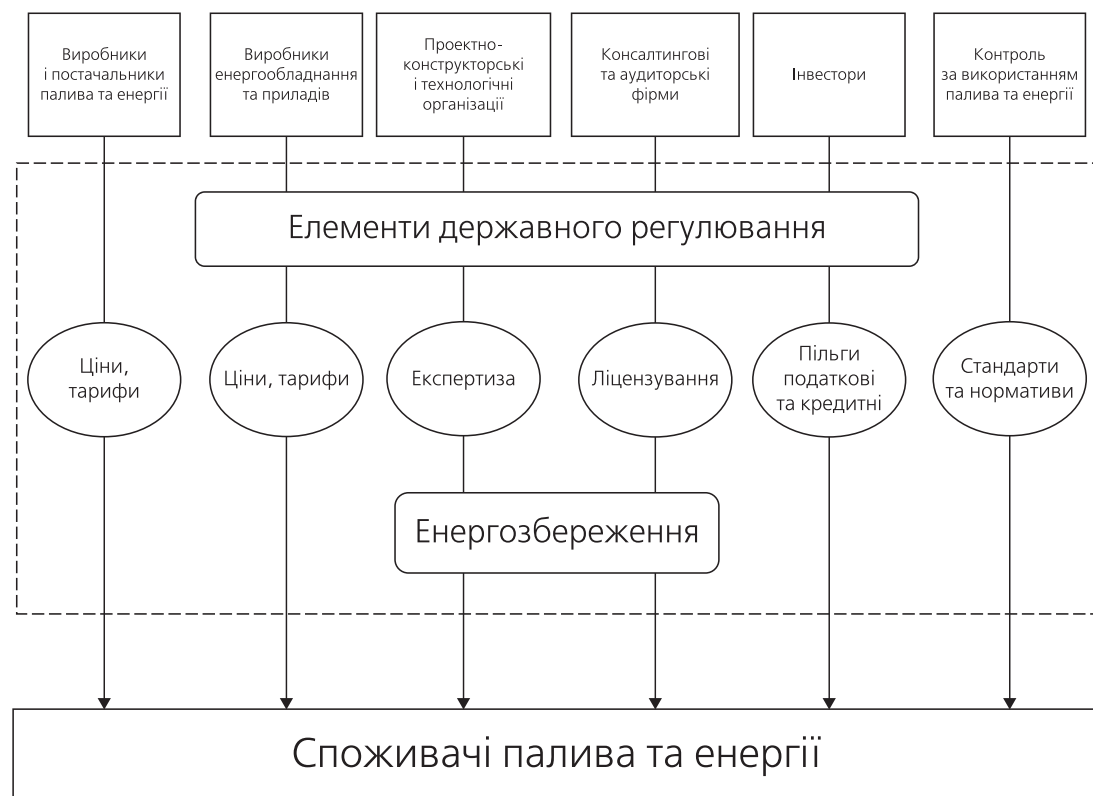 Виробники
і постачальники
палива та енергії
Виробники
енергообладнання
та приладів
Проектно-
конструкторські
і технологічні
організації
Консалтингові
та аудиторські
фірми
Інвестори
Контроль
за використанням
палива та енергії
Елементи державного регулювання
Ціни,
тарифи
Ціни, тарифи
Експертиза
Ліцензування
Пільги
податкові
та кредитні
Стандарти
та нормативи
Енергозбереження
Споживачі палива та енергії